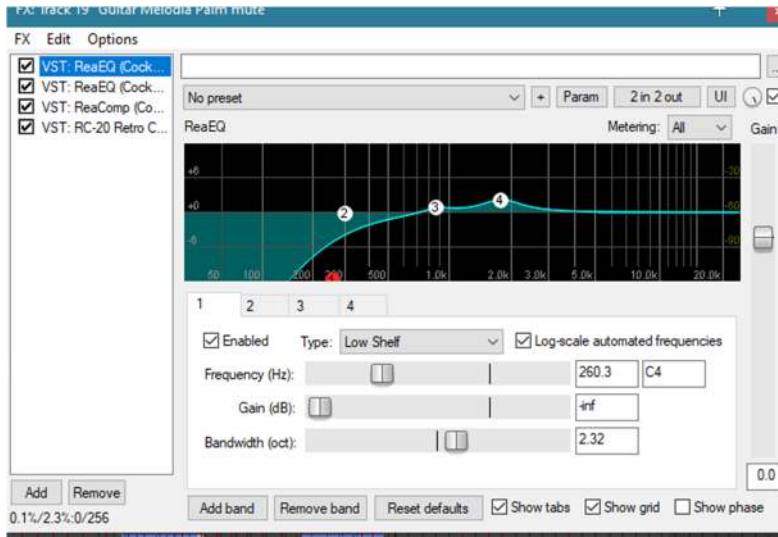 FX: Track 19 "Guitar Melodia Palm mute"
FX Edit Options
VST: ReaEQ (Cock...
VST: ReaEQ (Cock...
VST: ReaComp (Co...
VST: RC-20 Retro C...
No preset + Param 2 in 2 out UI
ReaEQ Metering: All Gain
+6 -30
+0 -60
-6 -90
2 3 4
50 100 200 300 500 1.0k 2.0k 3.0k 5.0k 10.0k 20.0k
1 2 3 4
Enabled Type: Low Shelf Log-scale automated frequencies
Frequency (Hz): 260.3 C4
Gain (dB): -inf
Bandwidth (oct): 2.32
0.0
Add Remove
Add band Remove band Reset defaults Show tabs Show grid Show phase
0.1%/2.3%:0/256